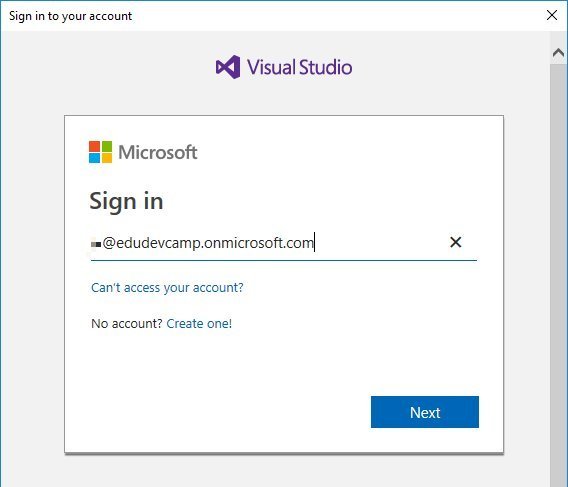 Sign in to your account
Visual Studio
Microsoft
Sign in
@edudevcamp.onmicrosoft.com
Can't access your account?
No account? Create one!
Next